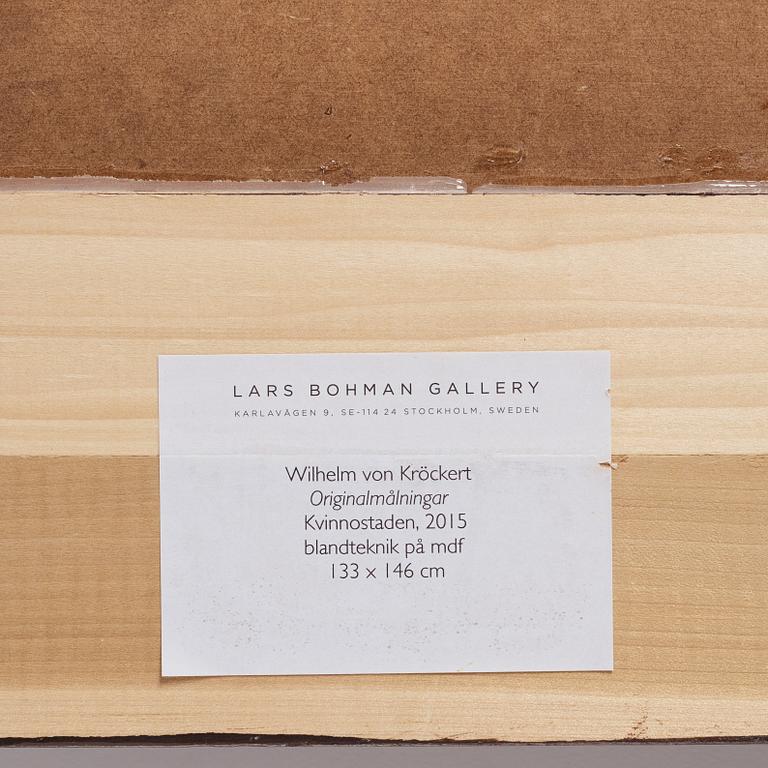 LARS BOHMAN GALLERY
KARLAVÄGEN 9, SE-114 24 STOCKHOLM, SWEDEN
Wilhelm von Kröckert
Originalmålningar
Kvinnostaden, 2015
blandteknik på mdf
133 x 146 cm